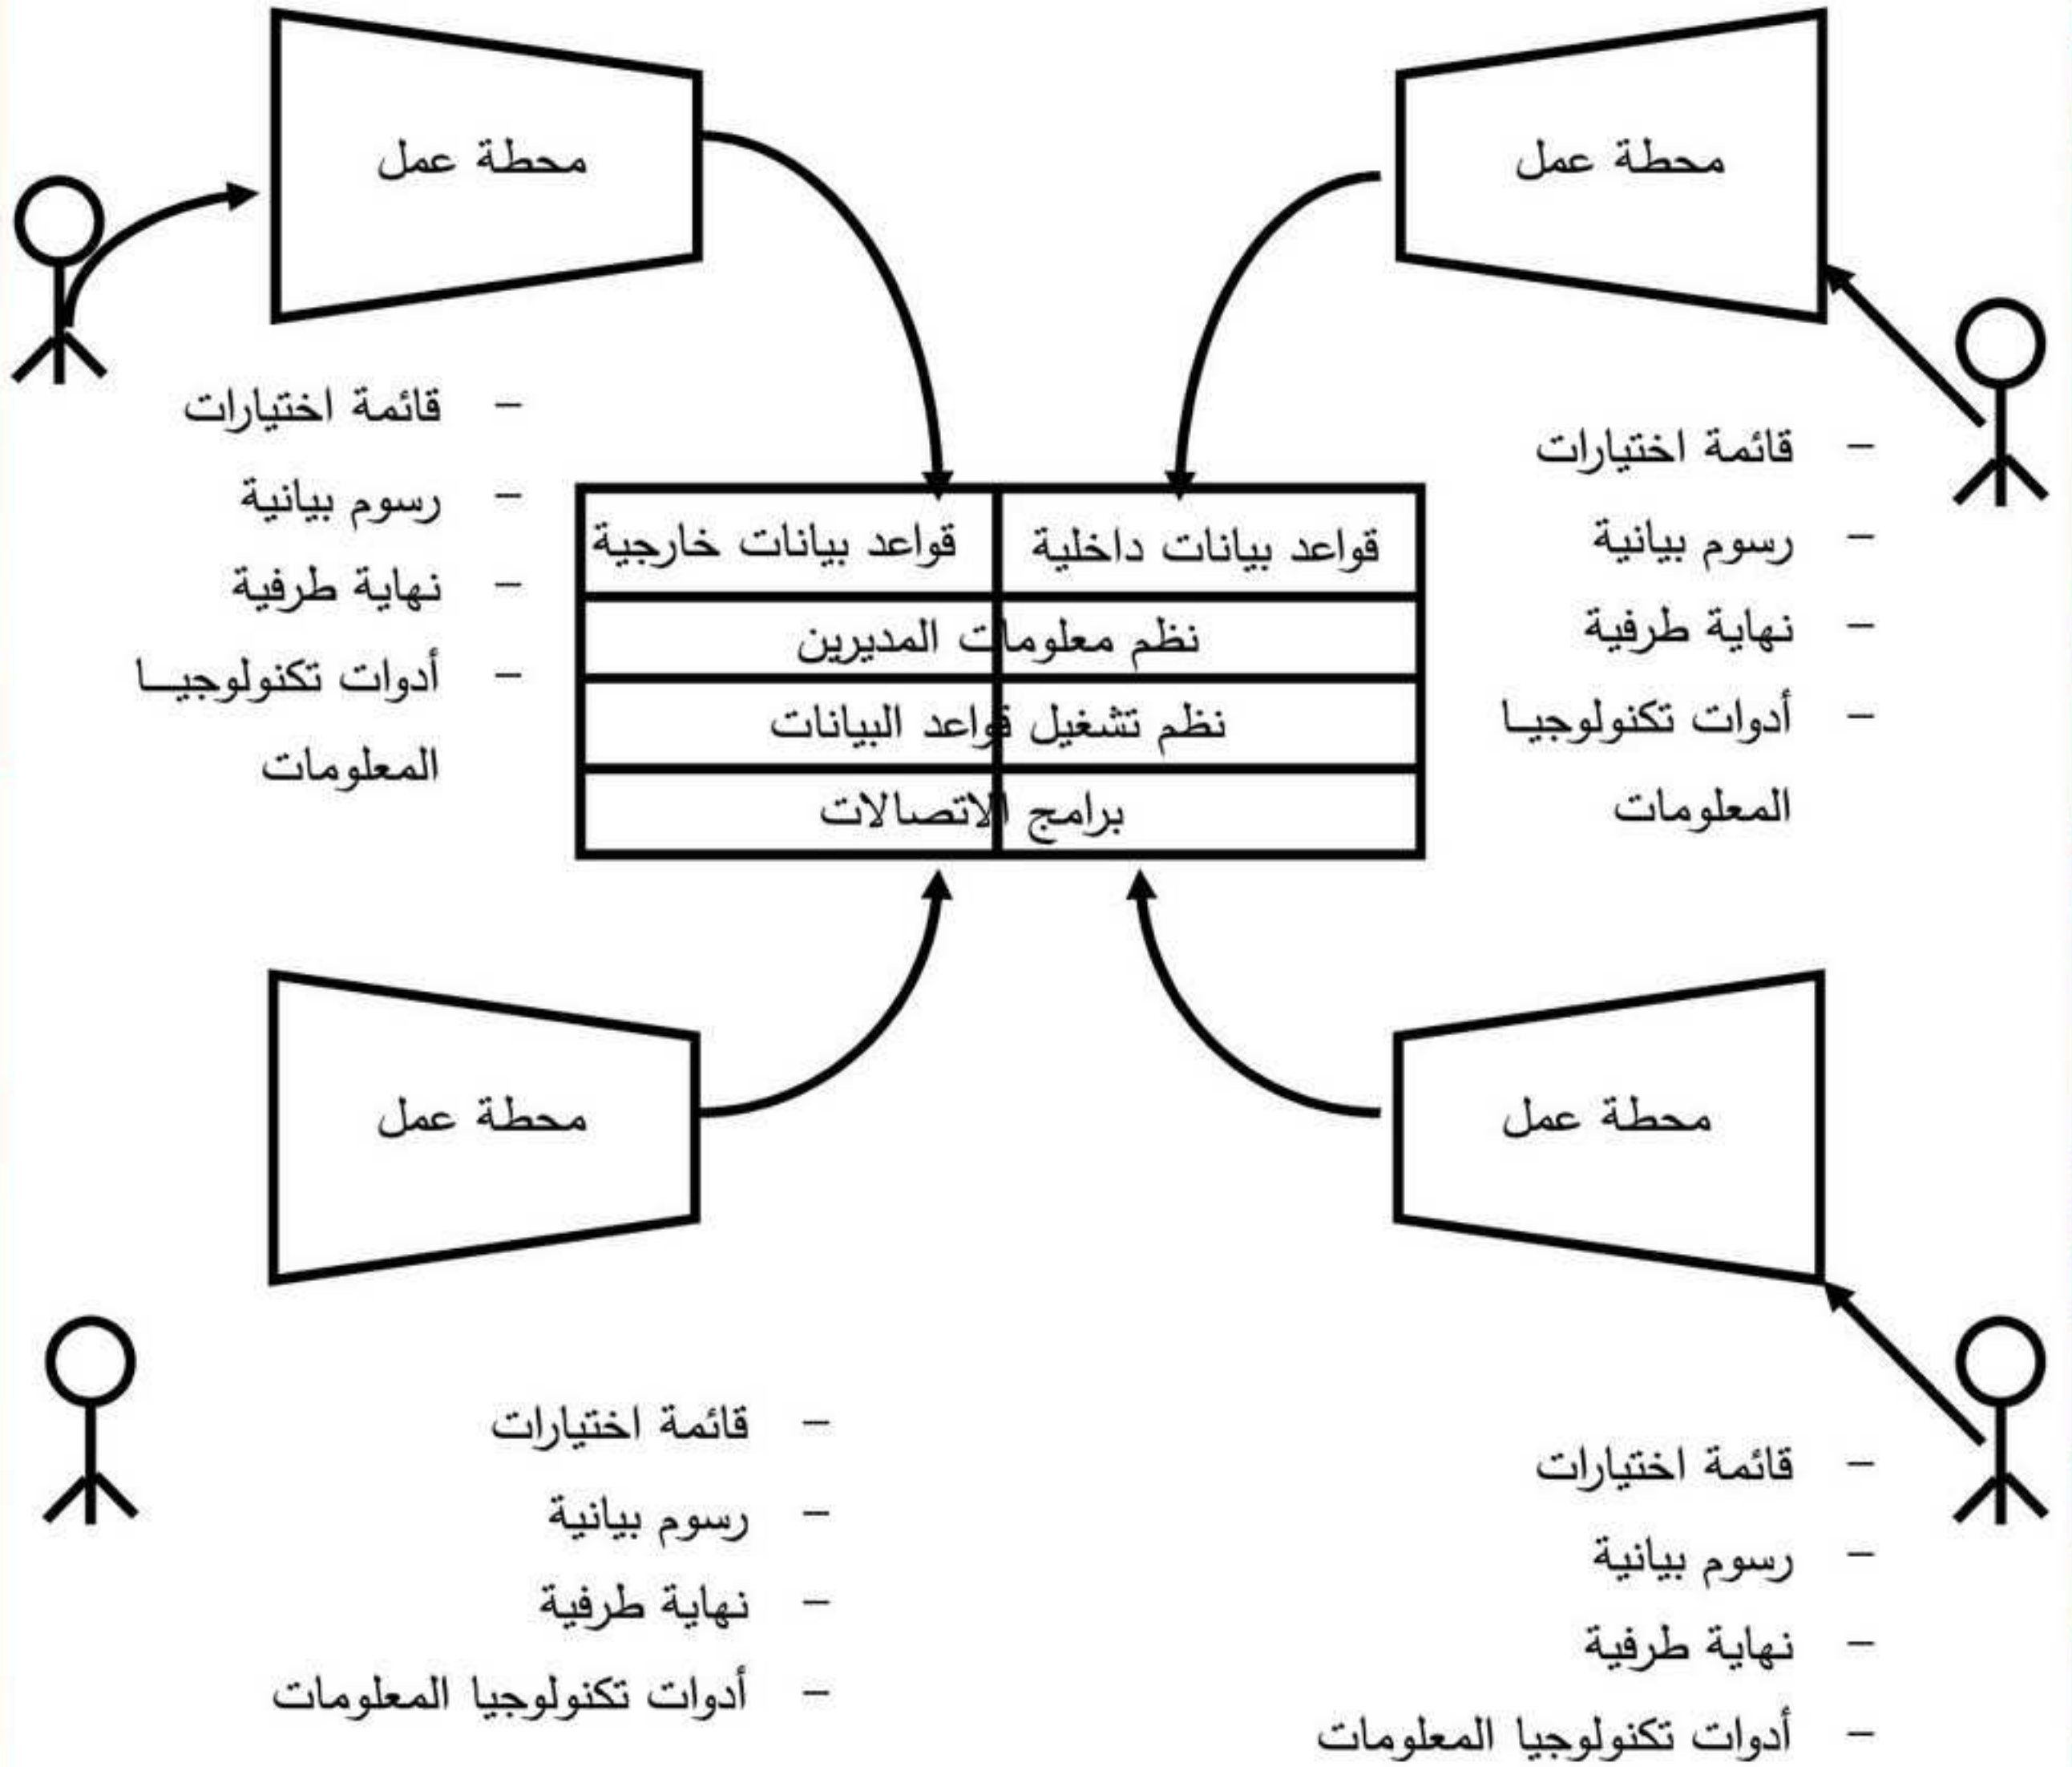 محطة عمل
محطة عمل
– قائمة اختيارات
– رسوم بيانية
– نهاية طرفية
– أدوات تكنولوجيا
المعلومات
– قائمة اختيارات
– رسوم بيانية
– نهاية طرفية
– أدوات تكنولوجيا
المعلومات
قواعد بيانات داخلية
قواعد بيانات خارجية
نظم معلومات المديرين
نظم تشغيل قواعد البيانات
برامج الاتصالات
محطة عمل
محطة عمل
– قائمة اختيارات
– رسوم بيانية
– نهاية طرفية
– أدوات تكنولوجيا المعلومات
– قائمة اختيارات
– رسوم بيانية
– نهاية طرفية
– أدوات تكنولوجيا المعلومات